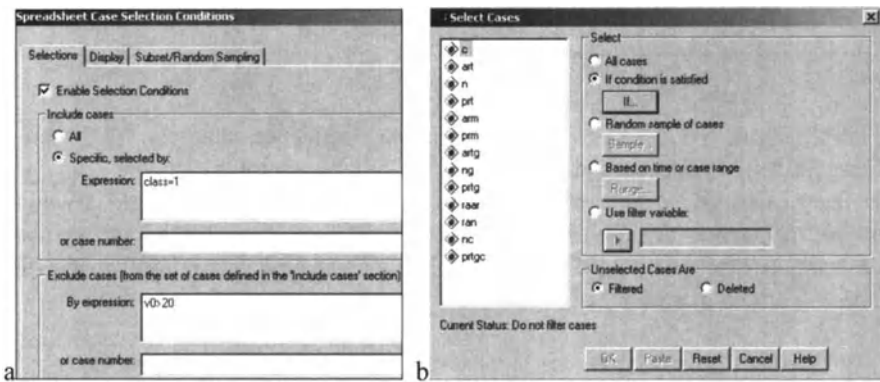 Spreadsheet Case Selection Conditions
Selections Display Subset/Random Sampling
Enable Selection Conditions
Include cases
All
Specific, selected by:
Expression: class=1
or case number:
Exclude cases (from the set of cases defined in the 'Include cases' section)
By expression: v0>20
or case number:
a
Select Cases
c
art
n
prt
arm
prm
artg
ng
prtg
raar
ran
nc
prtgc
Select
All cases
If condition is satisfied
If...
Random sample of cases
Sample...
Based on time or case range
Range...
Use filter variable:
Unselected Cases Are
Filtered Deleted
Current Status: Do not filter cases
OK Paste Reset Cancel Help
b